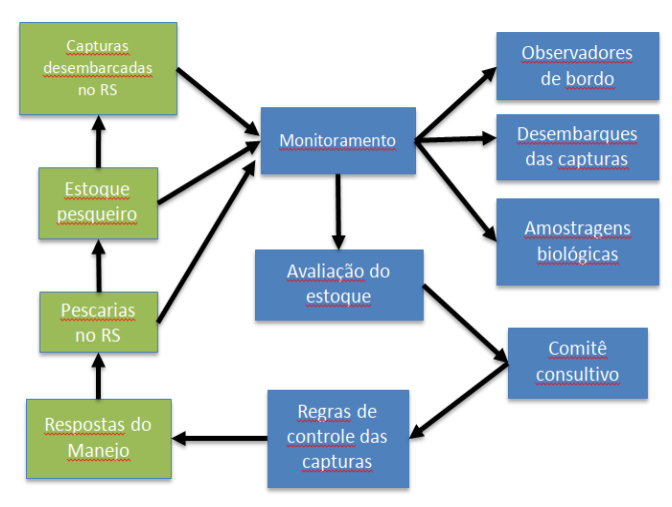 Capturas
desembarcadas
no RS
Observadores
de bordo
Monitoramento
Desembarques
das capturas
Estoque
pesqueiro
Amostragens
biológicas
Avaliação do
estoque
Pescarias
no RS
Comitê
consultivo
Regras de
controle das
capturas
Respostas do
Manejo